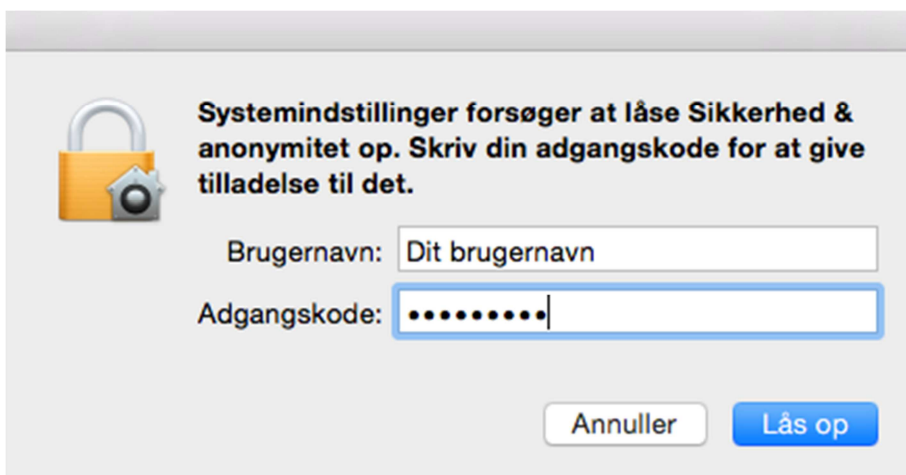 Systemindstillinger forsøger at låse Sikkerhed &
anonymitet op. Skriv din adgangskode for at give
tilladelse til det.
Brugernavn: Dit brugernavn
Adgangskode: •••••••••
Annuller Lås op